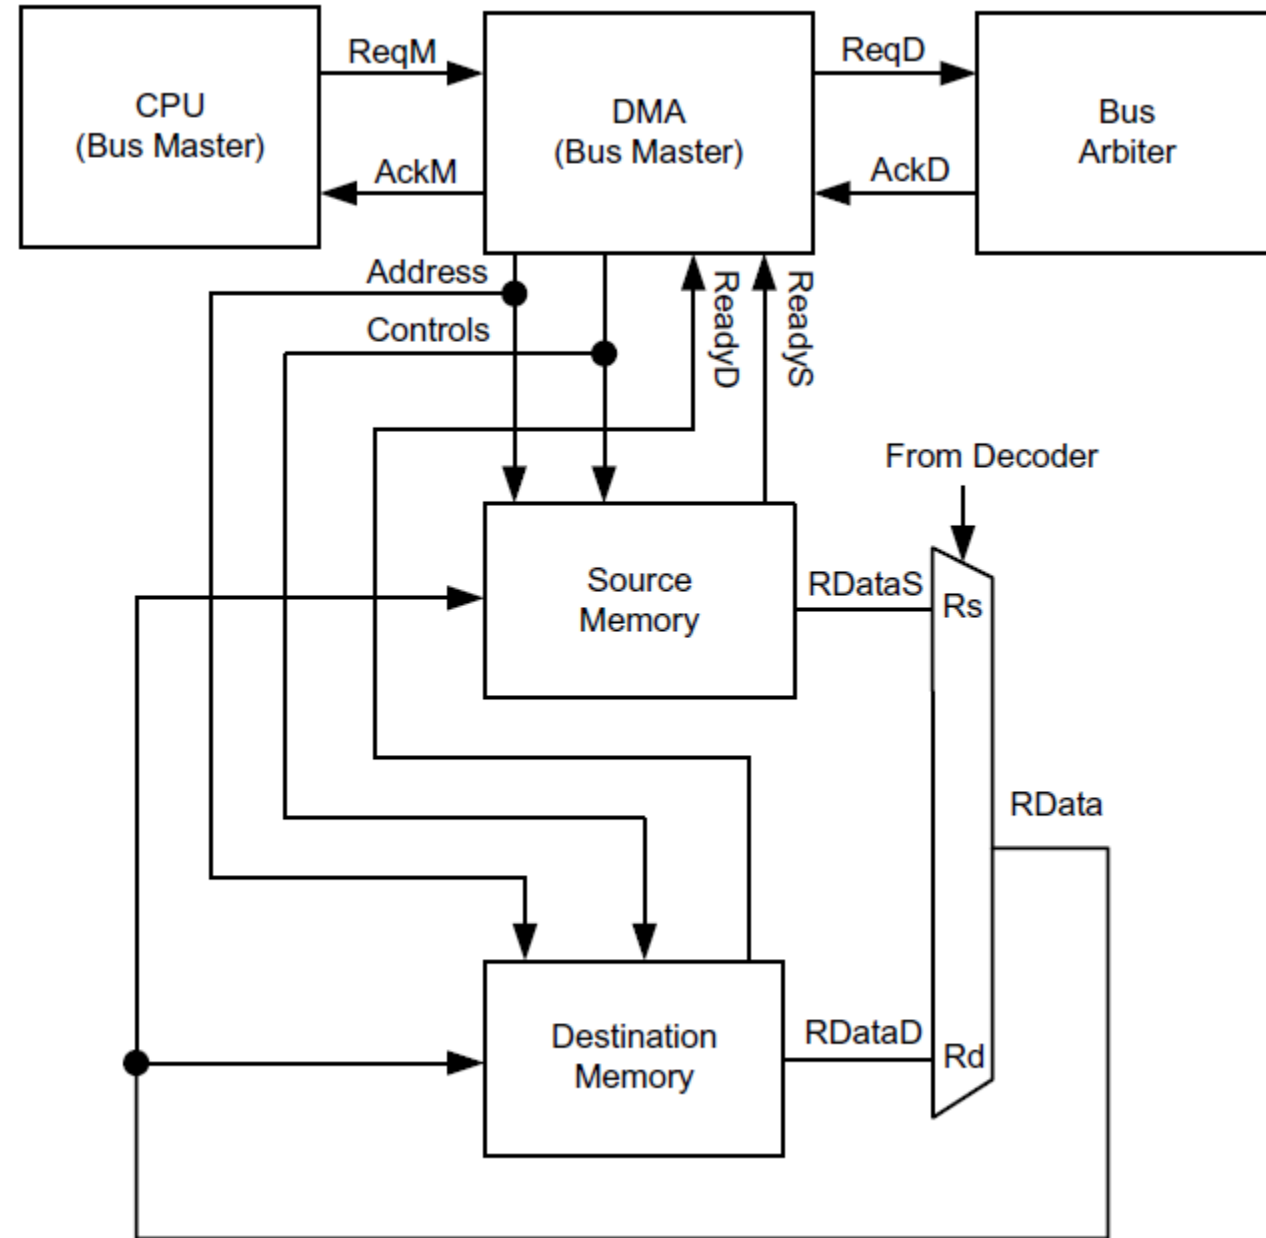 CPU
(Bus Master)
ReqM
AckM
DMA
(Bus Master)
ReqD
AckD
Bus
Arbiter
Address
Controls
ReadyD
ReadyS
From Decoder
Source
Memory
RDataS
Rs
RData
Destination
Memory
RDataD
Rd